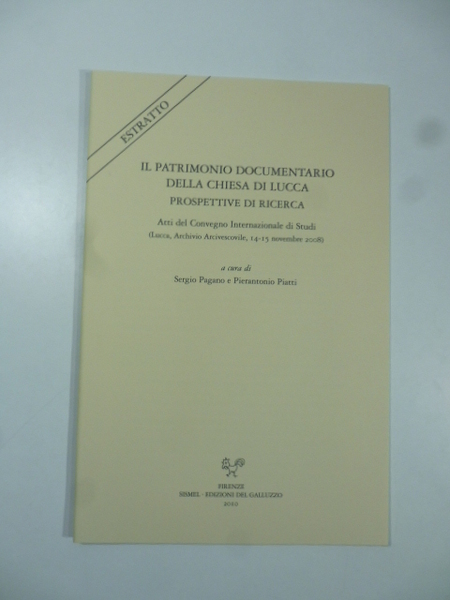 ESTRATTO
IL PATRIMONIO DOCUMENTARIO
DELLA CHIESA DI LUCCA
PROSPETTIVE DI RICERCA
Atti del Convegno Internazionale di Studi
(Lucca, Archivio Arcivescovile, 14-15 novembre 2008)
a cura di
Sergio Pagano e Pierantonio Piatti
FIRENZE
SISMEL · EDIZIONI DEL GALLUZZO
2010